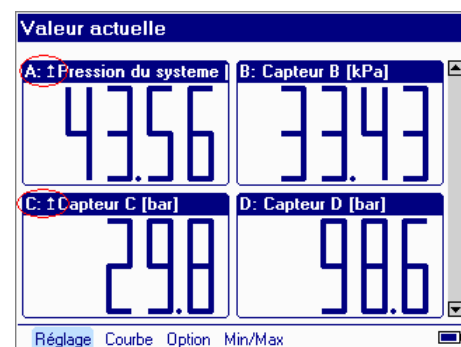 Valeur actuelle
A: ↥Pression du systeme [
B: Capteur B [kPa]
43.56
33.43
C: ↥Capteur C [bar]
D: Capteur D [bar]
29.8
98.6
Réglage Courbe Option Min/Max